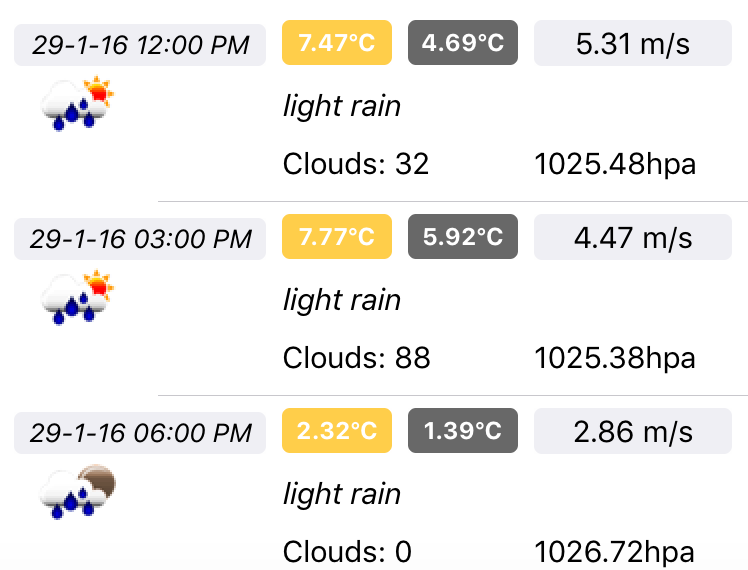 29-1-16 12:00 PM 7.47°C 4.69°C 5.31 m/s
light rain
Clouds: 32 1025.48hpa
29-1-16 03:00 PM 7.77°C 5.92°C 4.47 m/s
light rain
Clouds: 88 1025.38hpa
29-1-16 06:00 PM 2.32°C 1.39°C 2.86 m/s
light rain
Clouds: 0 1026.72hpa